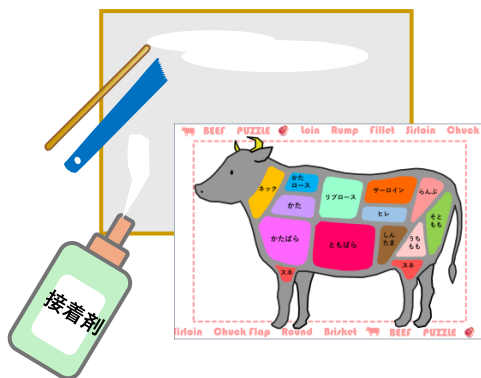 BEEF PUZZLE Loin Rump Fillet Sirloin Chuck
ネック
かた
ロース
リブロース
サーロイン
らんぷ
かた
ヒレ
そと
もも
かたばら
ともばら
しん
たま
うち
もも
スネ
スネ
Sirloin Chuck Flap Round Brisket BEEF PUZZLE
接着剤